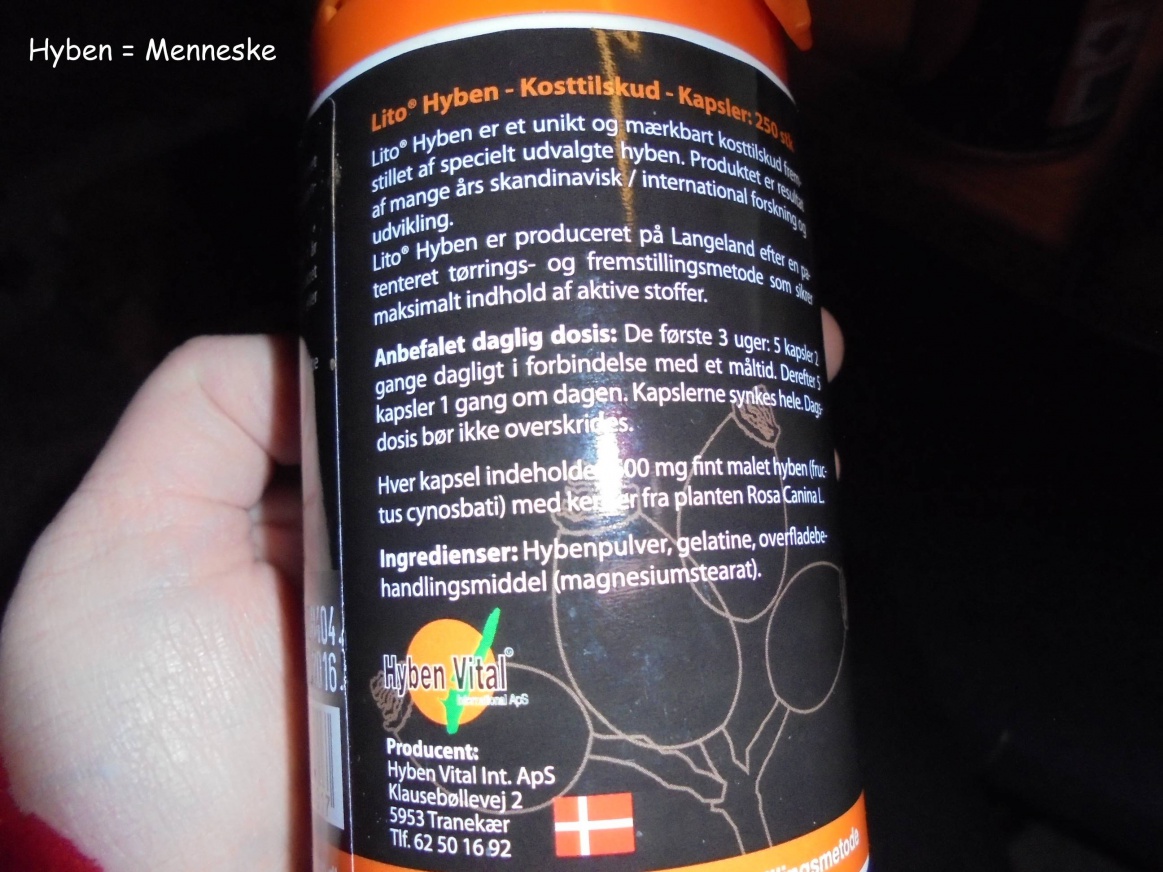 Hyben = Menneske
Lito® Hyben - Kosttilskud - Kapsler: 250 stk
Lito® Hyben er et unikt og mærkbart kosttilskud frem-
stillet af specielt udvalgte hyben. Produktet er resultat
af mange års skandinavisk / international forskning og
udvikling.
Lito® Hyben er produceret på Langeland efter en pa-
tenteret tørrings- og fremstillingsmetode som sikrer
maksimalt indhold af aktive stoffer.
Anbefalet daglig dosis: De første 3 uger: 5 kapsler 2
gange dagligt i forbindelse med et måltid. Derefter 5
kapsler 1 gang om dagen. Kapslerne synkes hele. Dags-
dosis bør ikke overskrides.
Hver kapsel indeholder mg fint malet hyben (fruc-
tus cynosbati) med kerner fra planten Rosa Canina L.
Ingredienser: Hybenpulver, gelatine, overfladebe-
handlingsmiddel (magnesiumstearat).
Hyben Vital®
International ApS
Producent:
Hyben Vital Int. ApS
Klausebøllevej 2
5953 Tranekær
Tlf. 62 50 16 92